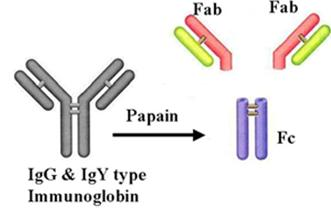 Fab
Fab
Papain
Fc
IgG & IgY type
Immunoglobin